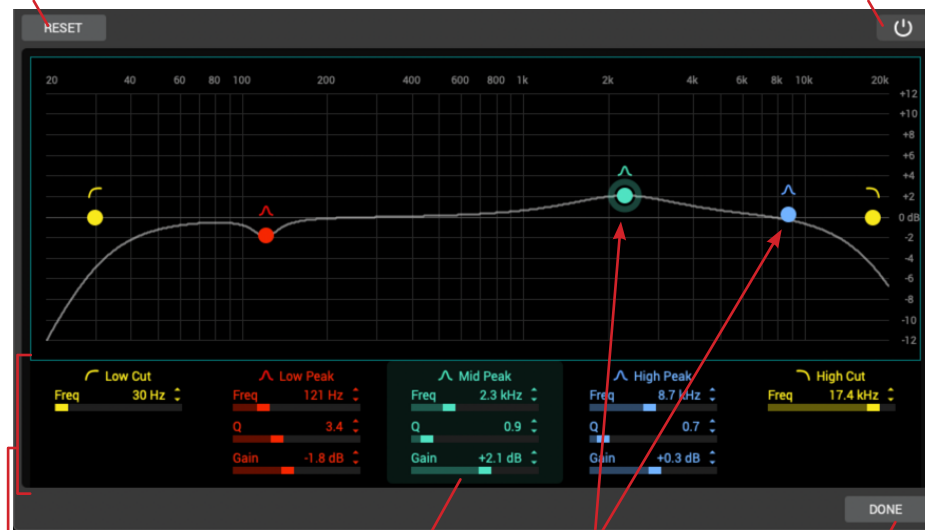 RESET
20 40 60 80 100 200 400 600 800 1k 2k 4k 6k 8k 10k 20k
+12
+10
+8
+6
+4
+2
0 dB
-2
-4
-6
-8
-10
-12
Low Cut Low Peak Mid Peak High Peak High Cut
Freq 30 Hz Freq 121 Hz Freq 2.3 kHz Freq 8.7 kHz Freq 17.4 kHz
Q 3.4 Q 0.9 Q 0.7
Gain -1.8 dB Gain +2.1 dB Gain +0.3 dB
DONE